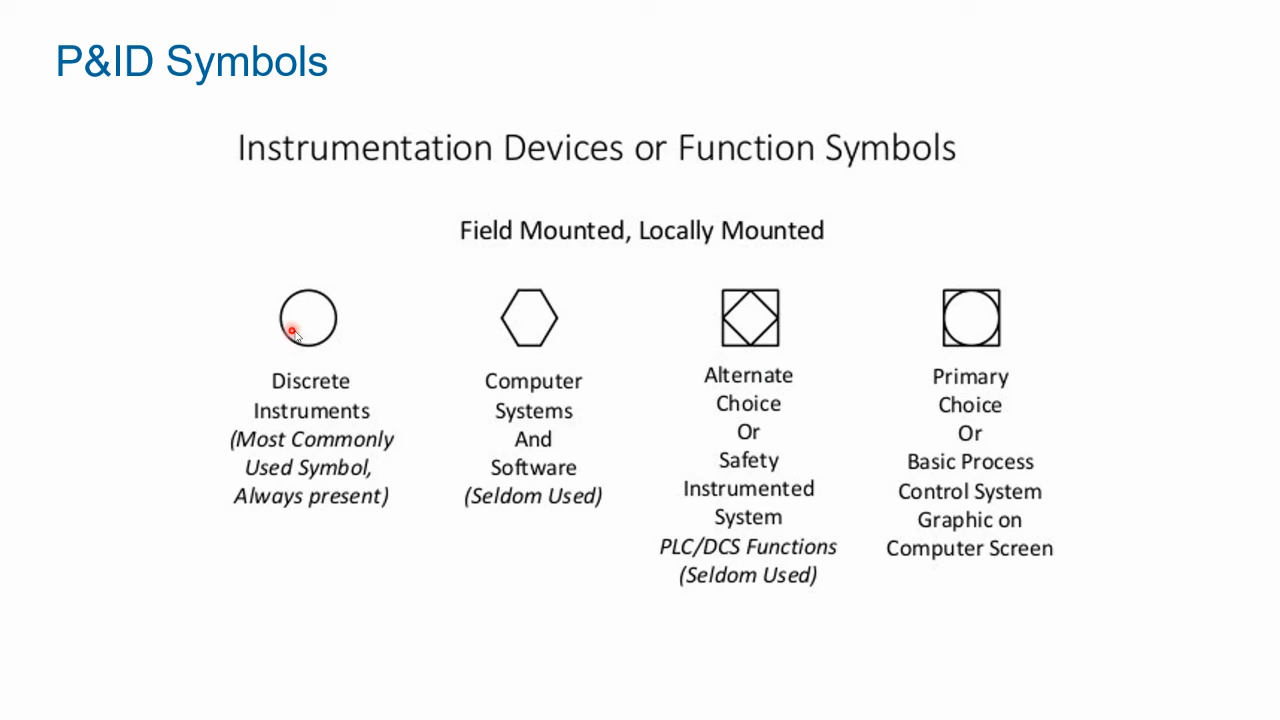 P&ID Symbols
Instrumentation Devices or Function Symbols
Field Mounted, Locally Mounted
Discrete
Instruments
(Most Commonly
Used Symbol,
Always present)
Computer
Systems
And
Software
(Seldom Used)
Alternate
Choice
Or
Safety
Instrumented
System
PLC/DCS Functions
(Seldom Used)
Primary
Choice
Or
Basic Process
Control System
Graphic on
Computer Screen